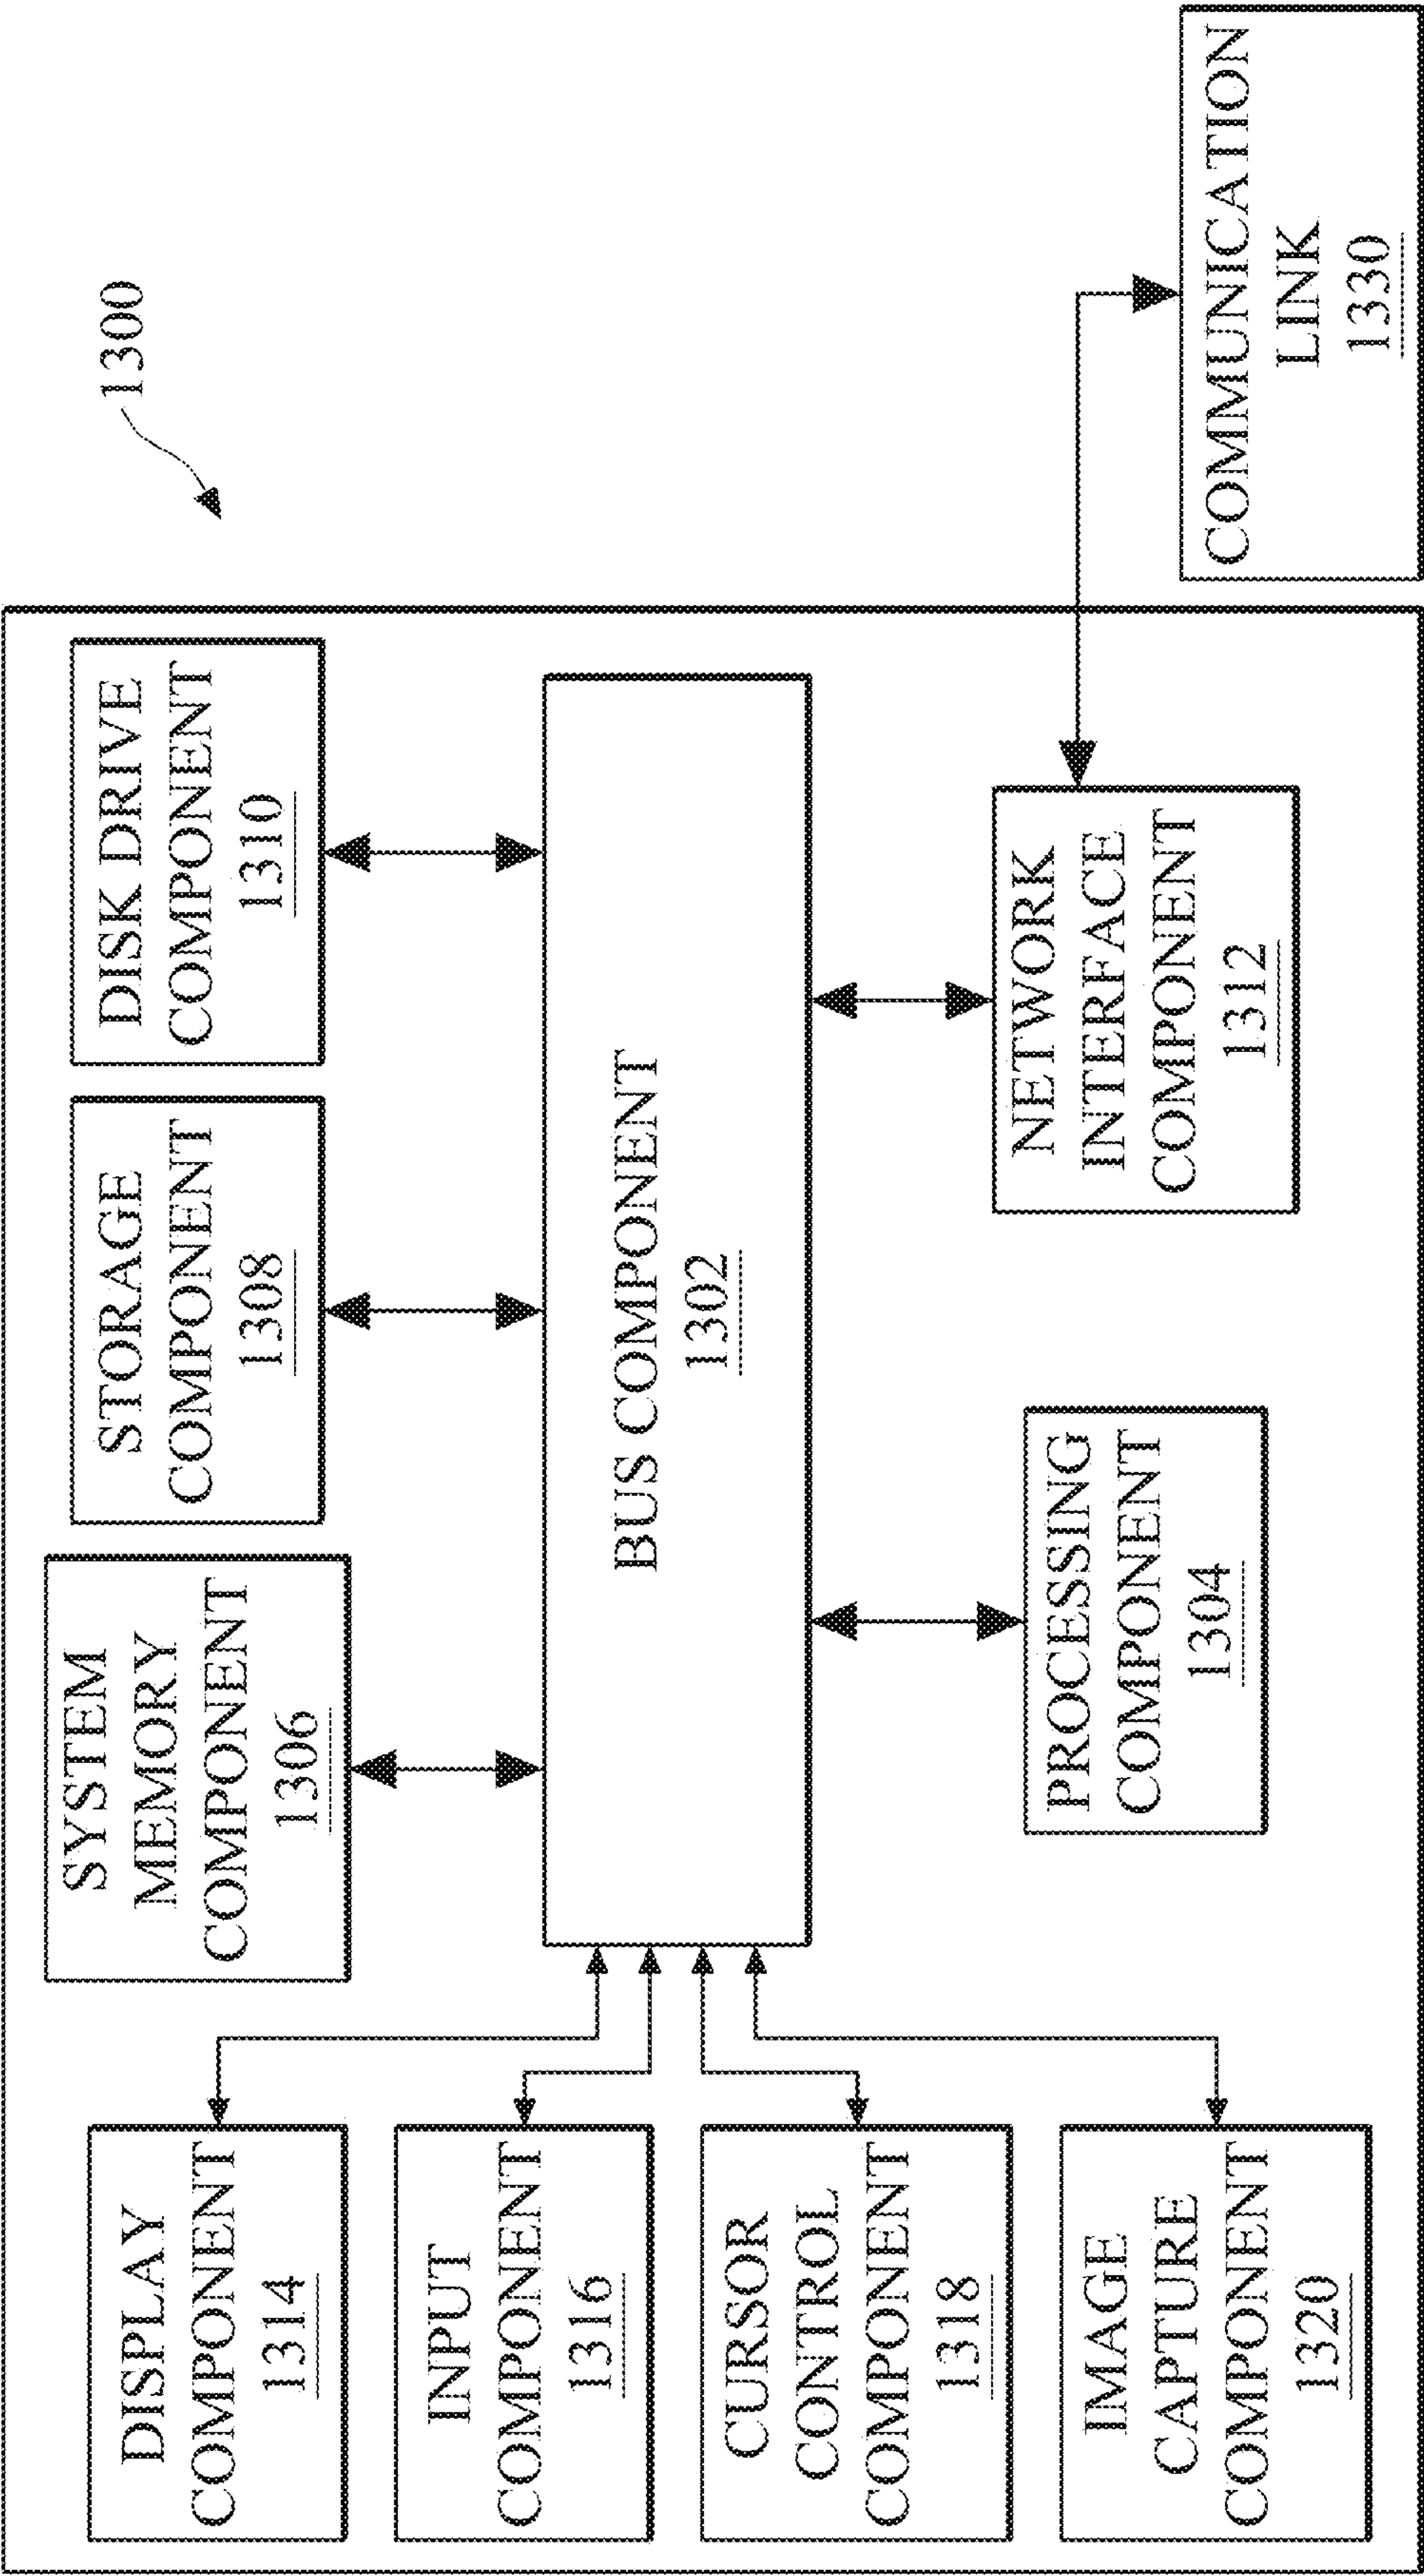 1300
DISPLAY
COMPONENT
1314
SYSTEM
MEMORY
COMPONENT
1306
STORAGE
COMPONENT
1308
DISK DRIVE
COMPONENT
1310
INPUT
COMPONENT
1316
BUS COMPONENT
1302
CURSOR
CONTROL
COMPONENT
1318
IMAGE
CAPTURE
COMPONENT
1320
PROCESSING
COMPONENT
1304
NETWORK
INTERFACE
COMPONENT
1312
COMMUNICATION
LINK
1330